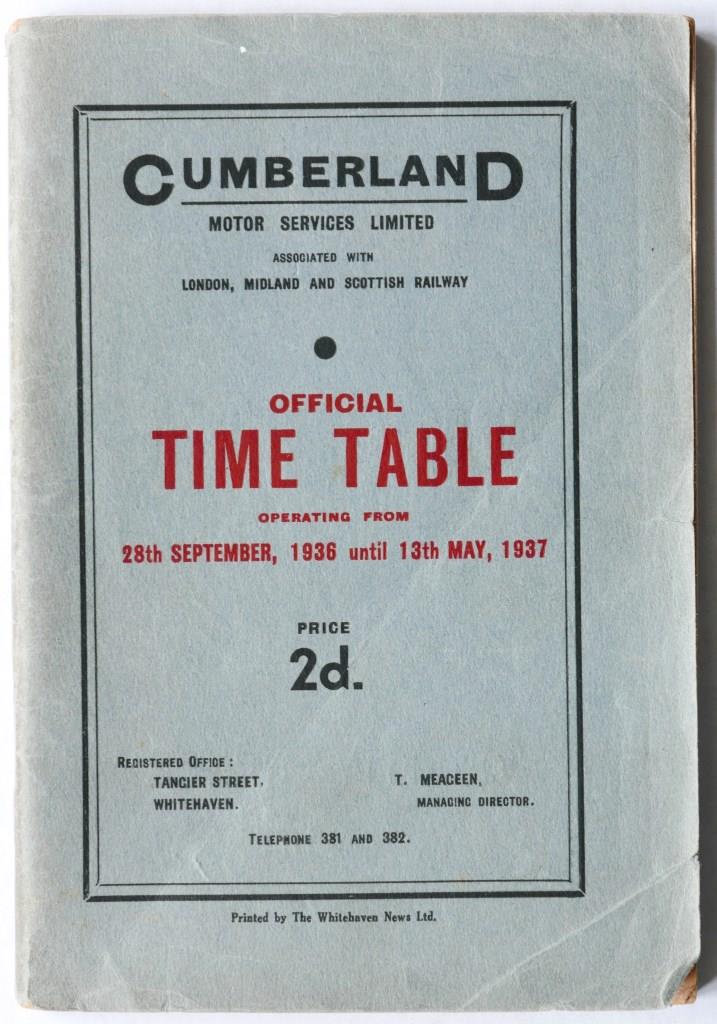 CUMBERLAND
MOTOR SERVICES LIMITED
ASSOCIATED WITH
LONDON, MIDLAND AND SCOTTISH RAILWAY
OFFICIAL
TIME TABLE
OPERATING FROM
28th SEPTEMBER, 1936 until 13th MAY, 1937
PRICE
2d.
REGISTERED OFFICE :
TANGIER STREET,
WHITEHAVEN.
T. MEAGEEN,
MANAGING DIRECTOR.
TELEPHONE 381 AND 382.
Printed by The Whitehaven News Ltd.